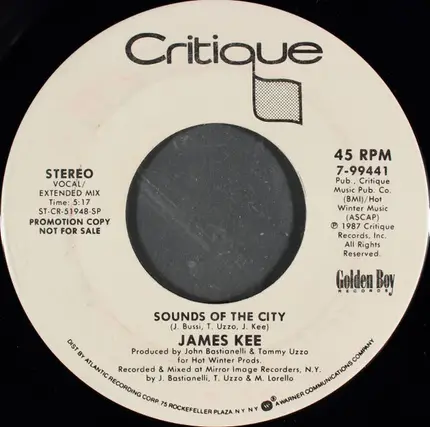 Critique
STEREO
VOCAL/
EXTENDED MIX
Time: 5:17
ST-CR-51948-SP
PROMOTION COPY
NOT FOR SALE
45 RPM
7-99441
Pub., Critique
Music Pub. Co.
(BMI)/Hot
Winter Music
(ASCAP)
℗ 1987 Critique
Records, Inc.
All Rights
Reserved.
Golden Boy
RECORDS
SOUNDS OF THE CITY
(J. Bussi, T. Uzzo, J. Kee)
JAMES KEE
Produced by John Bastianelli & Tammy Uzzo
for Hot Winter Prods.
Recorded & Mixed at Mirror Image Recorders, N.Y.
by J. Bastianelli, T. Uzzo & M. Lorello
DIST BY ATLANTIC RECORDING CORP. 75 ROCKEFELLER PLAZA N Y N Y A WARNER COMMUNICATIONS COMPANY